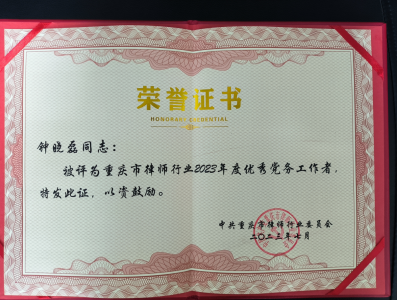 荣誉证书
HONORARY CREDENTIAL
钟晓磊同志：
被评为重庆市律师行业2023年度优秀党务工作者，
特发此证，以资鼓励。
中共重庆市律师行业委员会
二〇二三年七月